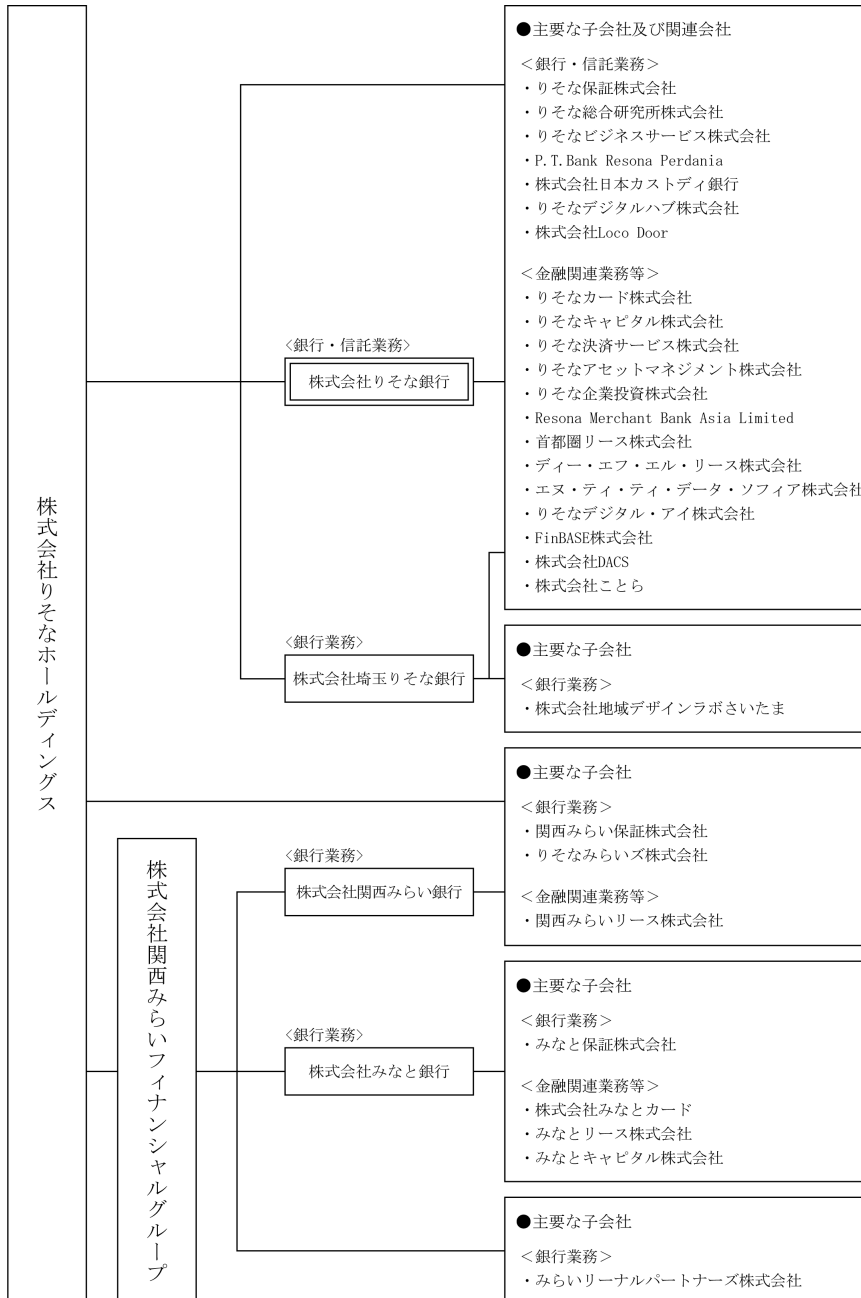 株式会社りそなホールディングス
●主要な子会社及び関連会社
＜銀行・信託業務＞
・りそな保証株式会社
・りそな総合研究所株式会社
・りそなビジネスサービス株式会社
・P.T.Bank Resona Perdania
・株式会社日本カストディ銀行
・りそなデジタルハブ株式会社
・株式会社Loco Door
＜金融関連業務等＞
・りそなカード株式会社
・りそなキャピタル株式会社
・りそな決済サービス株式会社
・りそなアセットマネジメント株式会社
・りそな企業投資株式会社
・Resona Merchant Bank Asia Limited
・首都圏リース株式会社
・ディー・エフ・エル・リース株式会社
・エヌ・ティ・ティ・データ・ソフィア株式会社
・りそなデジタル・アイ株式会社
・FinBASE株式会社
・株式会社DACS
・株式会社ことら
<銀行・信託業務>
株式会社りそな銀行
<銀行業務>
株式会社埼玉りそな銀行
●主要な子会社
＜銀行業務＞
・株式会社地域デザインラボさいたま
株式会社関西みらいフィナンシャルグループ
<銀行業務>
株式会社関西みらい銀行
●主要な子会社
＜銀行業務＞
・関西みらい保証株式会社
・りそなみらいズ株式会社
＜金融関連業務等＞
・関西みらいリース株式会社
<銀行業務>
株式会社みなと銀行
●主要な子会社
＜銀行業務＞
・みなと保証株式会社
＜金融関連業務等＞
・株式会社みなとカード
・みなとリース株式会社
・みなとキャピタル株式会社
●主要な子会社
＜銀行業務＞
・みらいリーナルパートナーズ株式会社